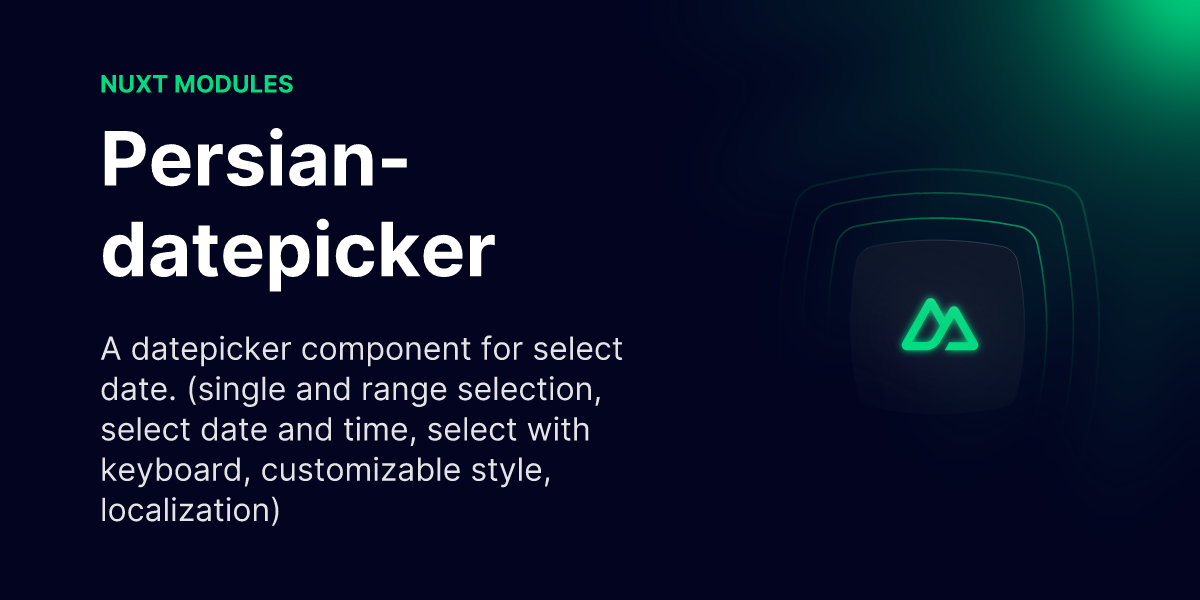 NUXT MODULES
Persian-
datepicker
A datepicker component for select
date. (single and range selection,
select date and time, select with
keyboard, customizable style,
localization)